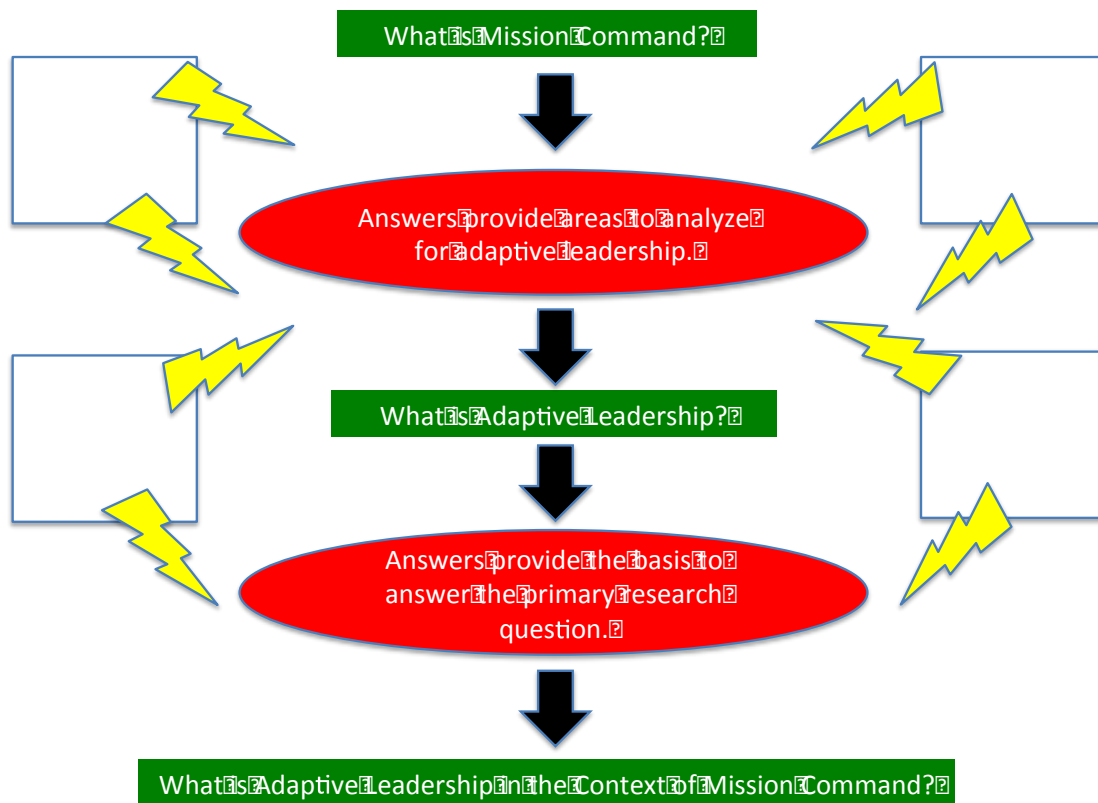 What is Mission Command?
Answers provide areas to analyze
for adaptive leadership.
What is Adaptive Leadership?
Answers provide the basis to
answer the primary research
question.
What is Adaptive Leadership in the Context of Mission Command?